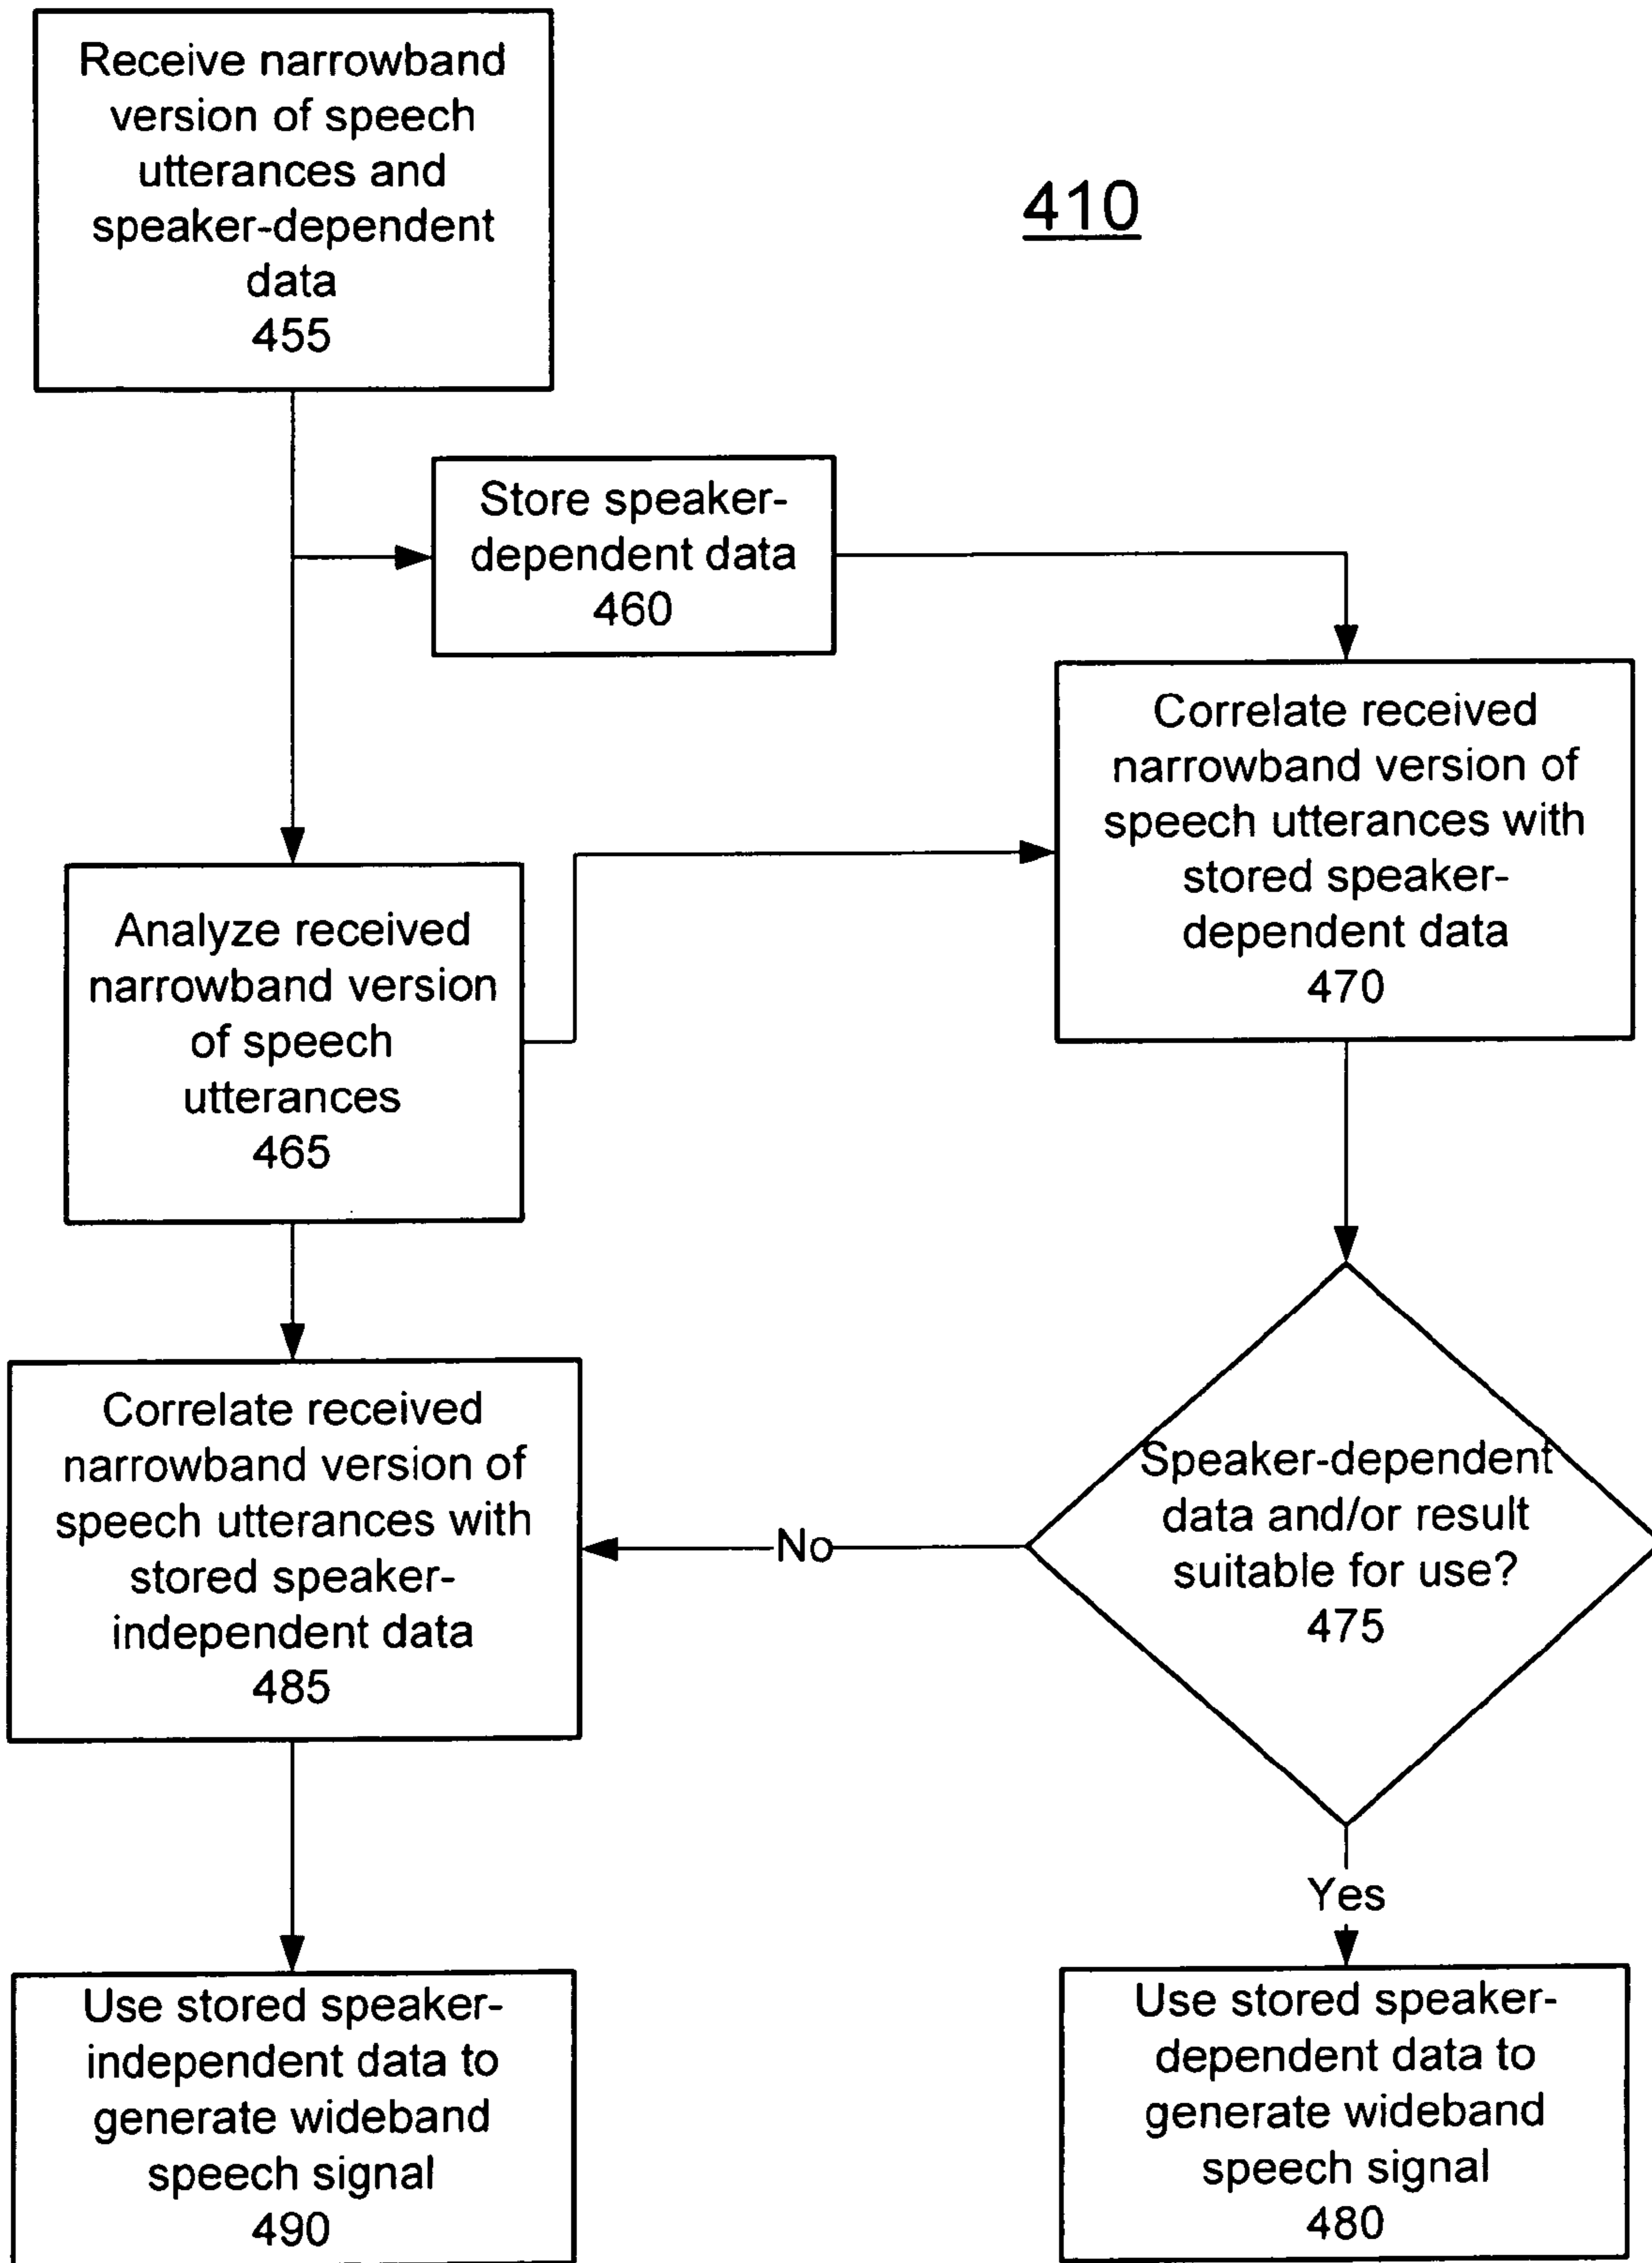 Receive narrowband
version of speech
utterances and
speaker-dependent
data
455
410
Store speaker-
dependent data
460
Correlate received
narrowband version of
speech utterances with
stored speaker-
dependent data
470
Analyze received
narrowband version
of speech
utterances
465
Correlate received
narrowband version of
speech utterances with
stored speaker-
independent data
485
No
Speaker-dependent
data and/or result
suitable for use?
475
Yes
Use stored speaker-
independent data to
generate wideband
speech signal
490
Use stored speaker-
dependent data to
generate wideband
speech signal
480